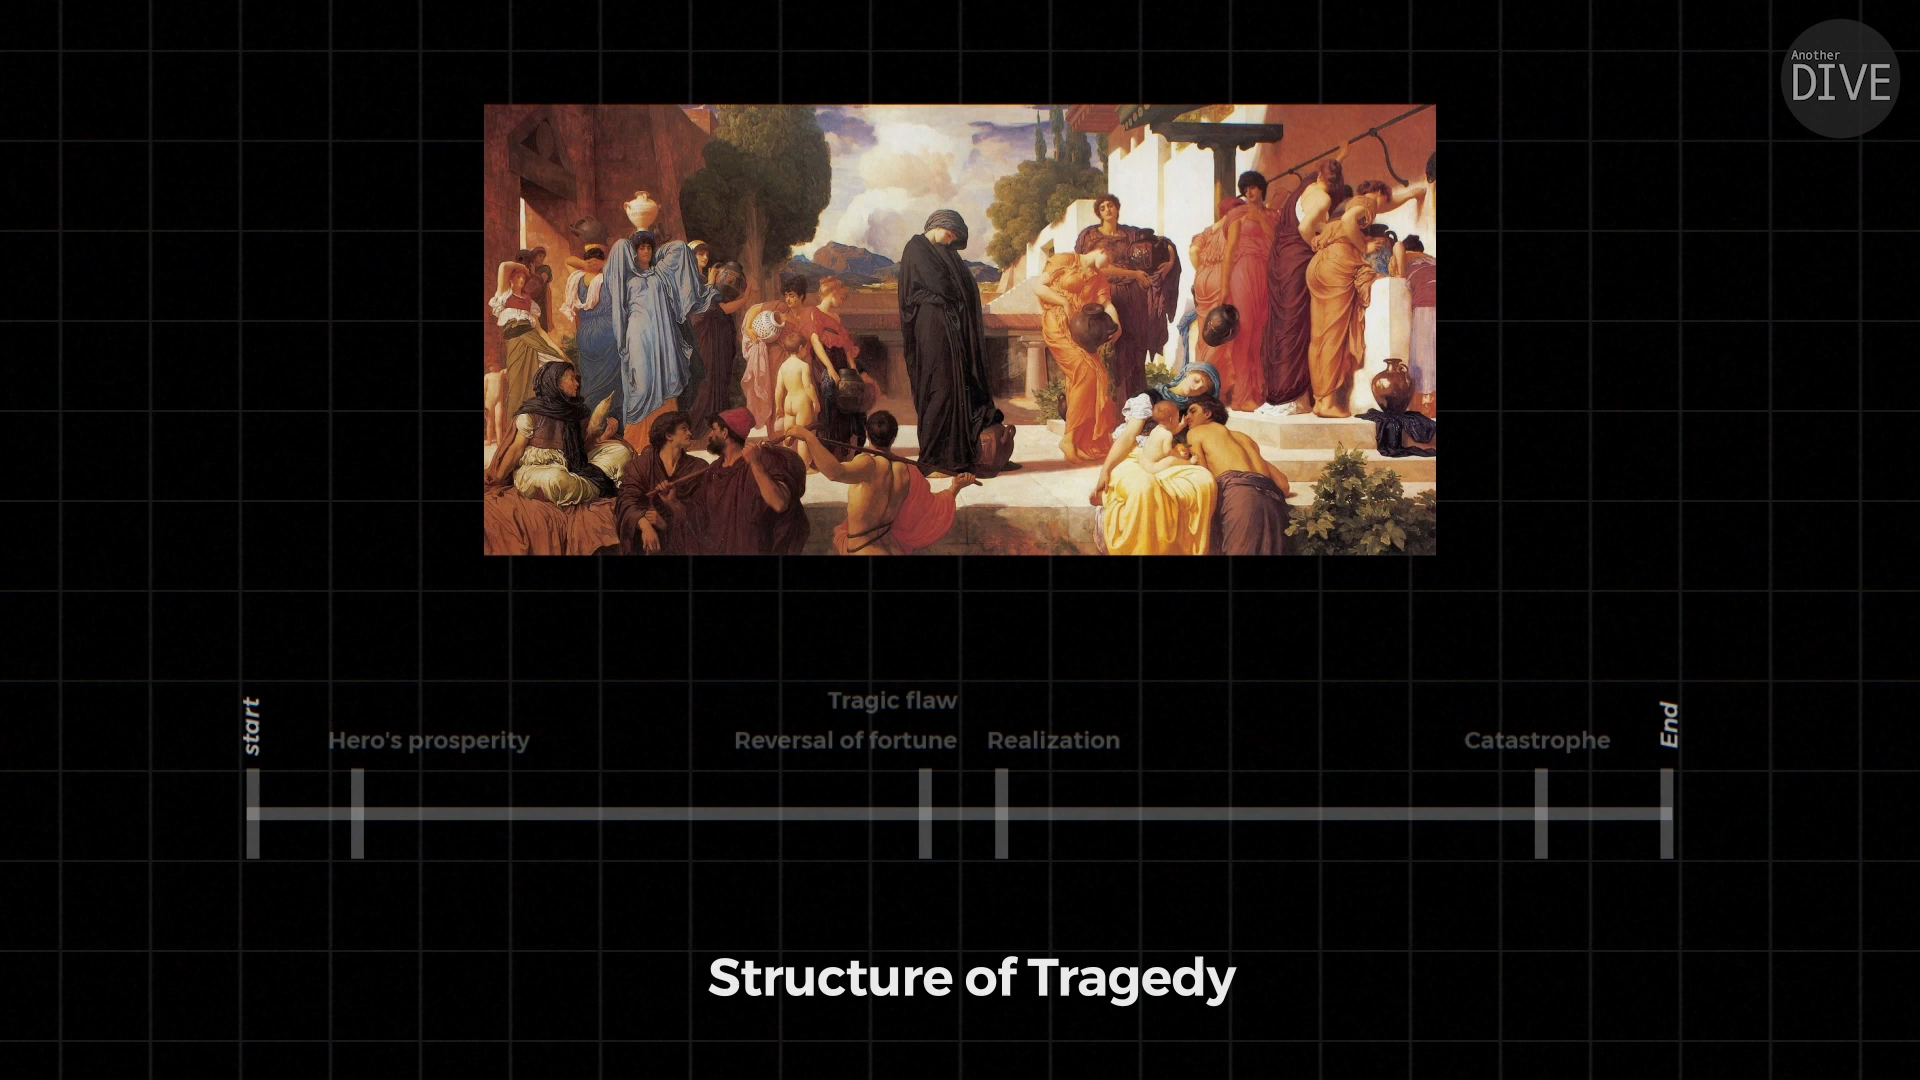 Another
DIVE
start
Hero's prosperity
Tragic flaw
Reversal of fortune
Realization
Catastrophe
End
Structure of Tragedy